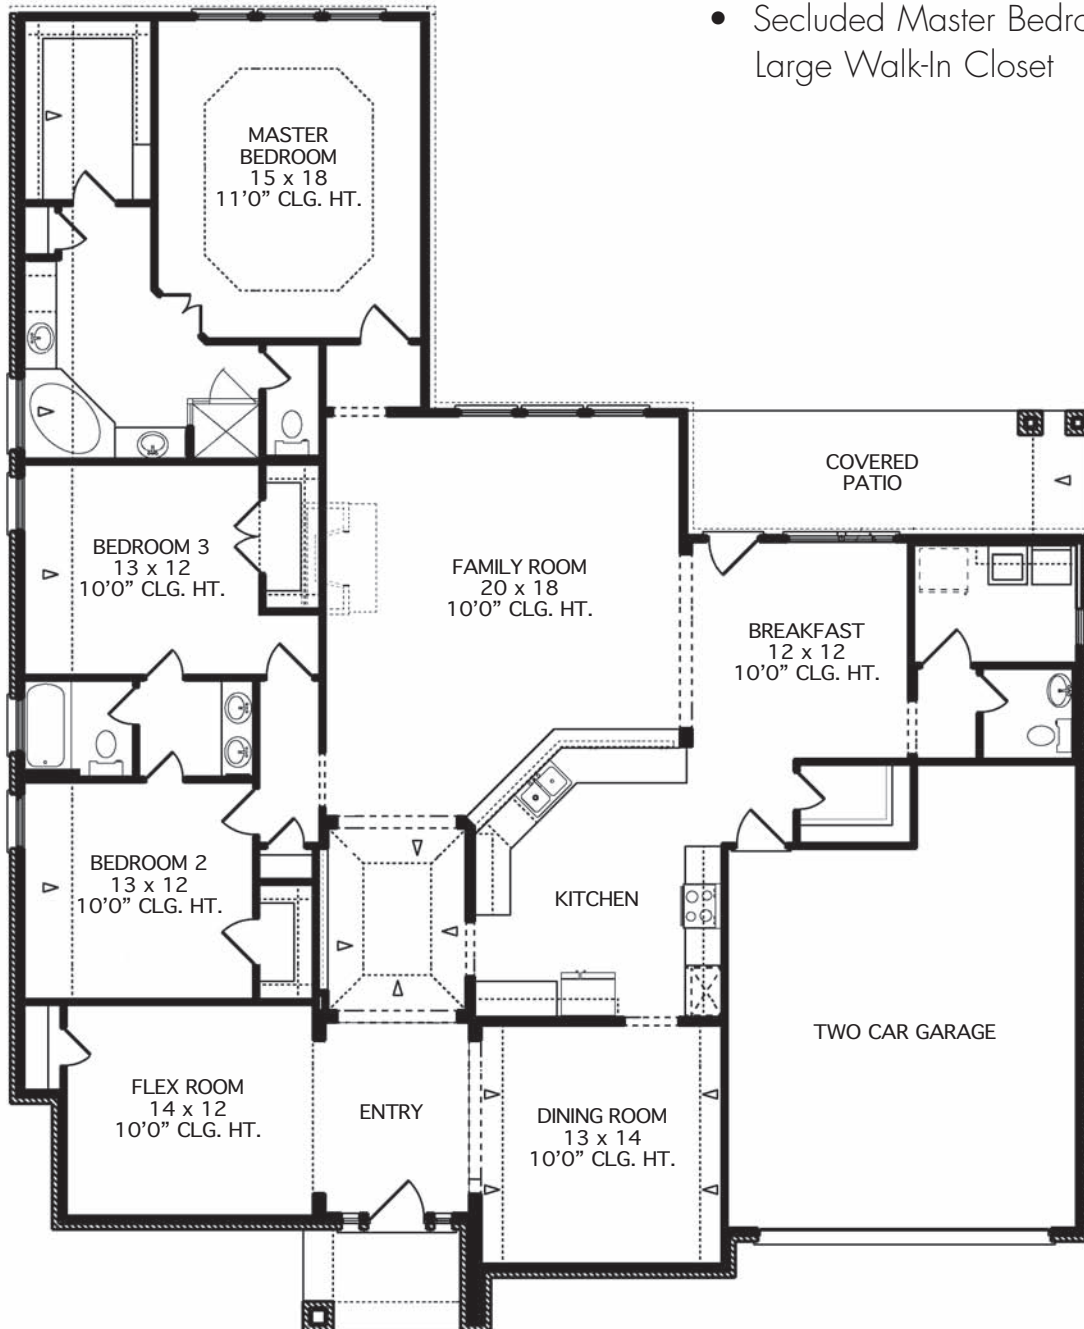 • Secluded Master Bedro
Large Walk-In Closet
MASTER
BEDROOM
15 x 18
11'0" CLG. HT.
COVERED
PATIO
BEDROOM 3
13 x 12
10'0" CLG. HT.
FAMILY ROOM
20 x 18
10'0" CLG. HT.
BREAKFAST
12 x 12
10'0" CLG. HT.
BEDROOM 2
13 x 12
10'0" CLG. HT.
KITCHEN
TWO CAR GARAGE
FLEX ROOM
14 x 12
10'0" CLG. HT.
ENTRY
DINING ROOM
13 x 14
10'0" CLG. HT.